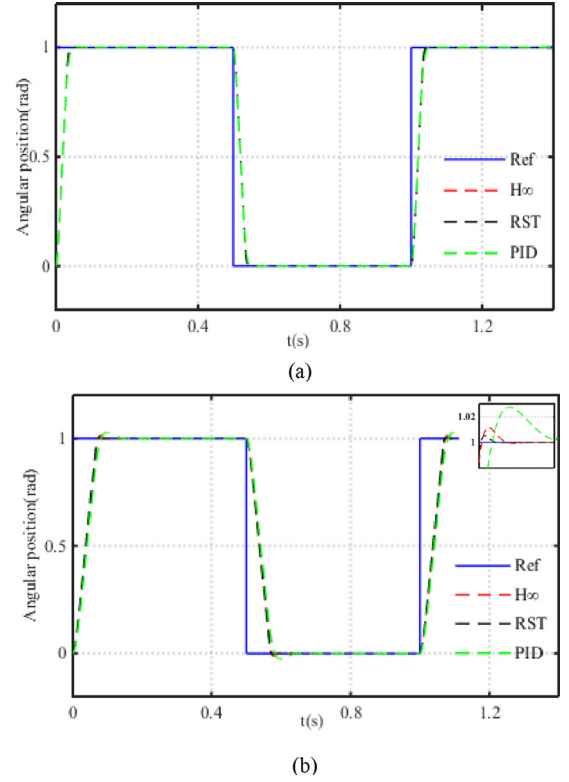 1
0.5
0
Angular position(rad)
Ref
H∞
RST
PID
0
0.4
0.8
1.2
t(s)
(a)
1.02
1
1
0.5
0
Angular position(rad)
Ref
H∞
RST
PID
0
0.4
0.8
1.2
t(s)
(b)